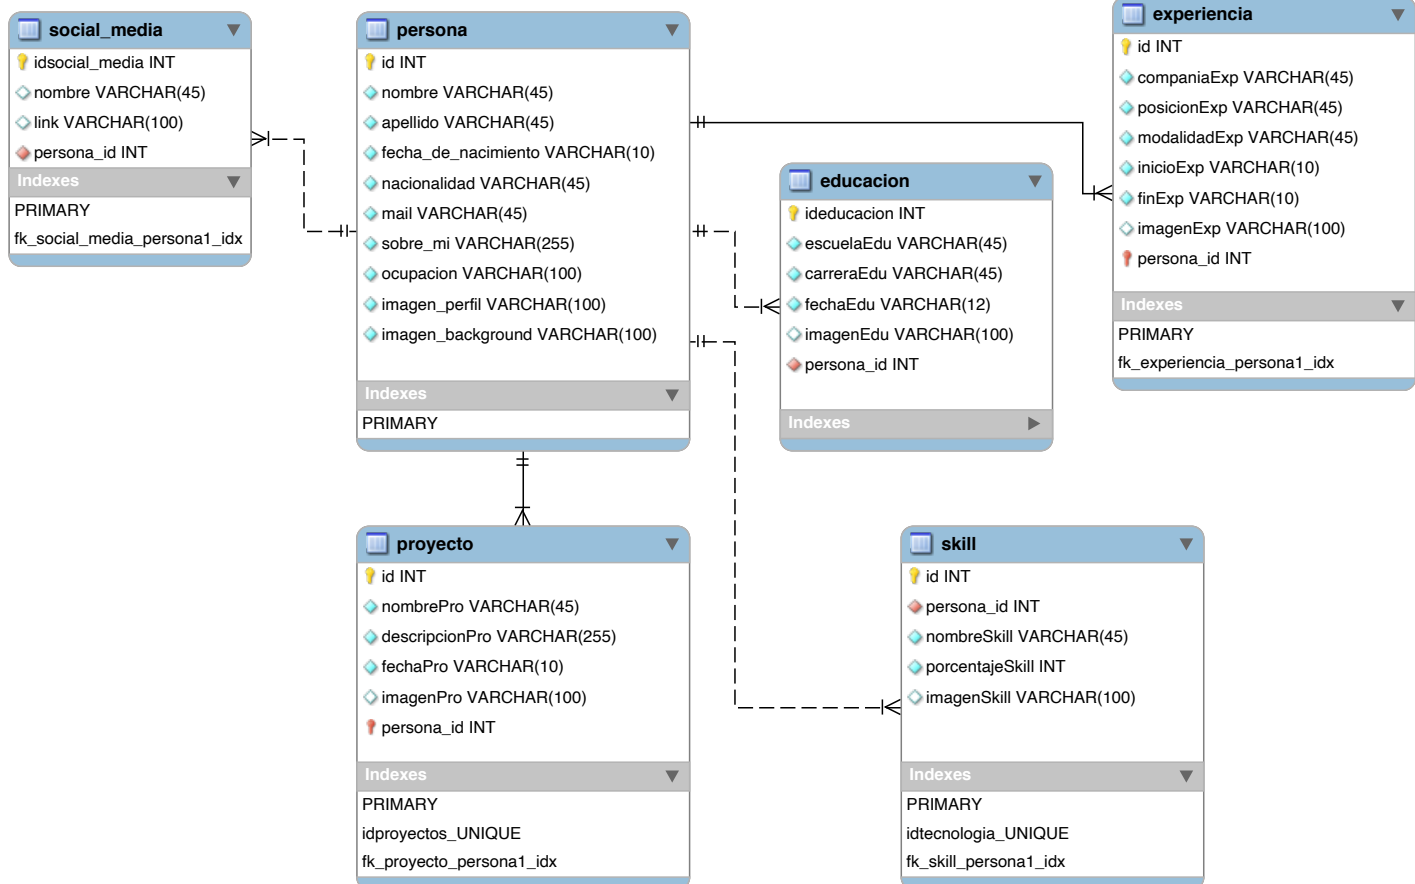 social_media
idsocial_media INT
nombre VARCHAR(45)
link VARCHAR(100)
persona_id INT
Indexes
PRIMARY
fk_social_media_persona1_idx
persona
id INT
nombre VARCHAR(45)
apellido VARCHAR(45)
fecha_de_nacimiento VARCHAR(10)
nacionalidad VARCHAR(45)
mail VARCHAR(45)
sobre_mi VARCHAR(255)
ocupacion VARCHAR(100)
imagen_perfil VARCHAR(100)
imagen_background VARCHAR(100)
Indexes
PRIMARY
educacion
ideducacion INT
escuelaEdu VARCHAR(45)
carreraEdu VARCHAR(45)
fechaEdu VARCHAR(12)
imagenEdu VARCHAR(100)
persona_id INT
Indexes
experiencia
id INT
companiaExp VARCHAR(45)
posicionExp VARCHAR(45)
modalidadExp VARCHAR(45)
inicioExp VARCHAR(10)
finExp VARCHAR(10)
imagenExp VARCHAR(100)
persona_id INT
Indexes
PRIMARY
fk_experiencia_persona1_idx
proyecto
id INT
nombrePro VARCHAR(45)
descripcionPro VARCHAR(255)
fechaPro VARCHAR(10)
imagenPro VARCHAR(100)
persona_id INT
Indexes
PRIMARY
idproyectos_UNIQUE
fk_proyecto_persona1_idx
skill
id INT
persona_id INT
nombreSkill VARCHAR(45)
porcentajeSkill INT
imagenSkill VARCHAR(100)
Indexes
PRIMARY
idtecnologia_UNIQUE
fk_skill_persona1_idx